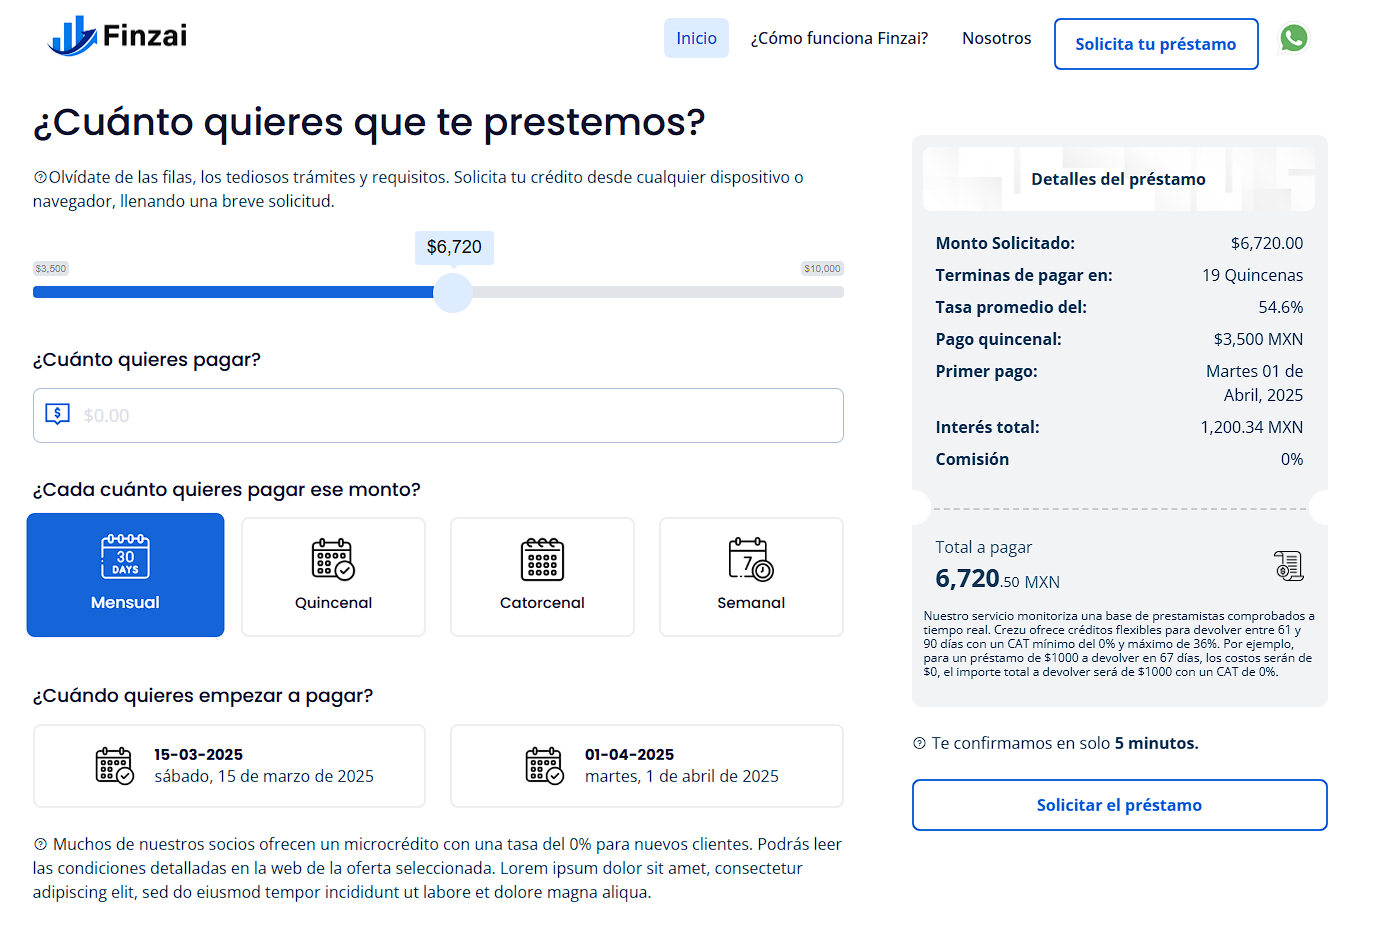 Finzai
Inicio
¿Cómo funciona Finzai?
Nosotros
Solicita tu préstamo
¿Cuánto quieres que te prestemos?
Olvídate de las filas, los tediosos trámites y requisitos. Solicita tu crédito desde cualquier dispositivo o
navegador, llenando una breve solicitud.
$6,720
$3,500
$10,000
¿Cuánto quieres pagar?
$
$0.00
¿Cada cuánto quieres pagar ese monto?
30
DAYS
Mensual
Quincenal
Catorcenal
7
Semanal
¿Cuándo quieres empezar a pagar?
15-03-2025
sábado, 15 de marzo de 2025
01-04-2025
martes, 1 de abril de 2025
Muchos de nuestros socios ofrecen un microcrédito con una tasa del 0% para nuevos clientes. Podrás leer
las condiciones detalladas en la web de la oferta seleccionada. Lorem ipsum dolor sit amet, consectetur
adipiscing elit, sed do eiusmod tempor incididunt ut labore et dolore magna aliqua.
Detalles del préstamo
Monto Solicitado: $6,720.00
Terminas de pagar en: 19 Quincenas
Tasa promedio del: 54.6%
Pago quincenal: $3,500 MXN
Primer pago: Martes 01 de
Abril, 2025
Interés total: 1,200.34 MXN
Comisión 0%
Total a pagar
6,720.50 MXN
Nuestro servicio monitoriza una base de prestamistas comprobados a
tiempo real. Crezu ofrece créditos flexibles para devolver entre 61 y
90 días con un CAT mínimo del 0% y máximo de 36%. Por ejemplo,
para un préstamo de $1000 a devolver en 67 días, los costos serán de
$0, el importe total a devolver será de $1000 con un CAT de 0%.
Te confirmamos en solo 5 minutos.
Solicitar el préstamo